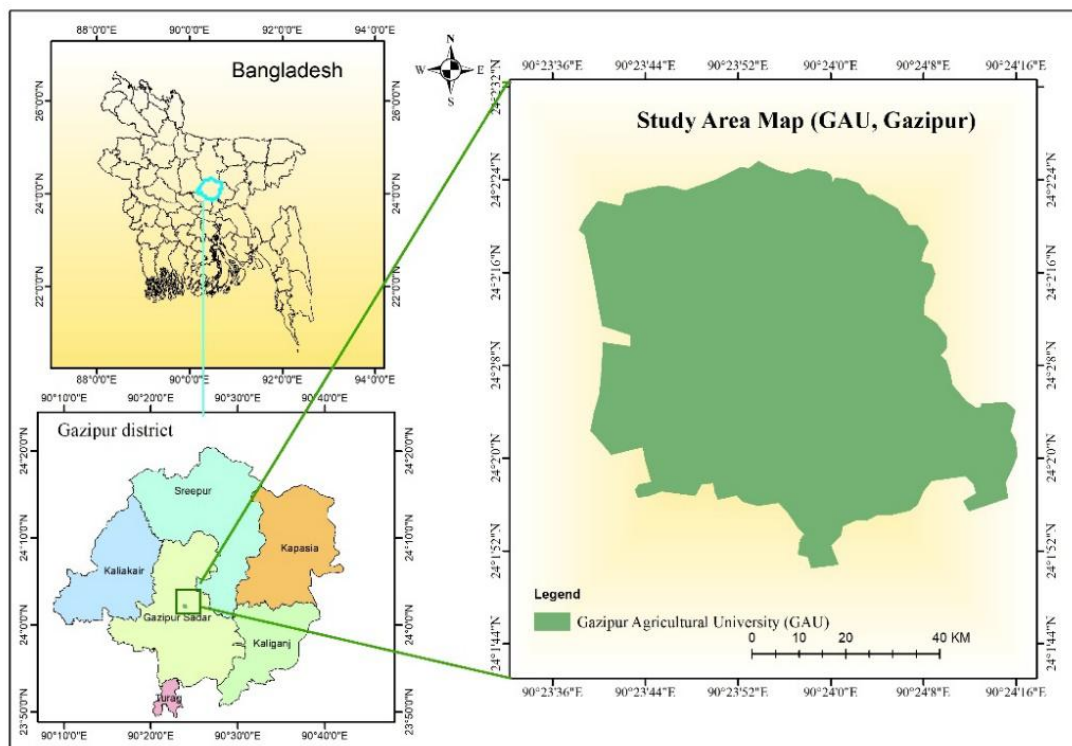 88°0'0"E 90°0'0"E 92°0'0"E 94°0'0"E
Bangladesh
26°0'0"N
24°0'0"N
22°0'0"N
26°0'0"N
24°0'0"N
22°0'0"N
88°0'0"E 90°0'0"E 92°0'0"E 94°0'0"E
N
W E
S
90°10'0"E 90°20'0"E 90°30'0"E 90°40'0"E
Gazipur district
24°20'0"N
24°10'0"N
24°0'0"N
23°50'0"N
Sreepur
Kapasia
Kaliakair
Gazipur Sadar
Kaliganj
Turag
24°20'0"N
24°10'0"N
24°0'0"N
23°50'0"N
90°10'0"E 90°20'0"E 90°30'0"E 90°40'0"E
90°23'36"E 90°23'44"E 90°23'52"E 90°24'0"E 90°24'8"E 90°24'16"E
Study Area Map (GAU, Gazipur)
24°2'32"N
24°2'24"N
24°2'16"N
24°2'8"N
24°2'0"N
24°1'52"N
24°1'44"N
24°2'32"N
24°2'24"N
24°2'16"N
24°2'8"N
24°2'0"N
24°1'52"N
24°1'44"N
Legend
Gazipur Agricultural University (GAU)
0 10 20 40 KM
90°23'36"E 90°23'44"E 90°23'52"E 90°24'0"E 90°24'8"E 90°24'16"E